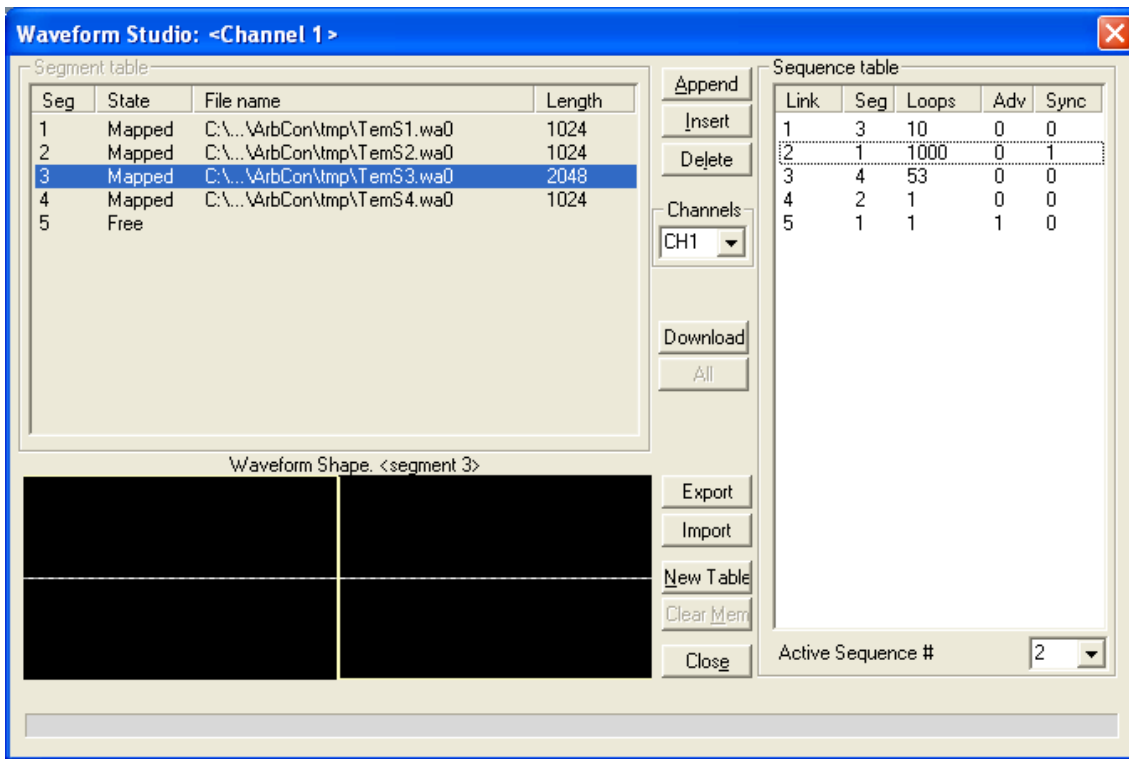 Waveform Studio: <Channel 1>
Segment table
Seg State File name Length
1 Mapped C:\...\ArbCon\tmp\TemS1.wa0 1024
2 Mapped C:\...\ArbCon\tmp\TemS2.wa0 1024
3 Mapped C:\...\ArbCon\tmp\TemS3.wa0 2048
4 Mapped C:\...\ArbCon\tmp\TemS4.wa0 1024
5 Free
Waveform Shape. <segment 3>
Append
Insert
Delete
Channels
CH1
Download
All
Export
Import
New Table
Clear Mem
Close
Sequence table
Link Seg Loops Adv Sync
1 3 10 0 0
2 1 1000 0 1
3 4 53 0 0
4 2 1 0 0
5 1 1 1 0
Active Sequence # 2